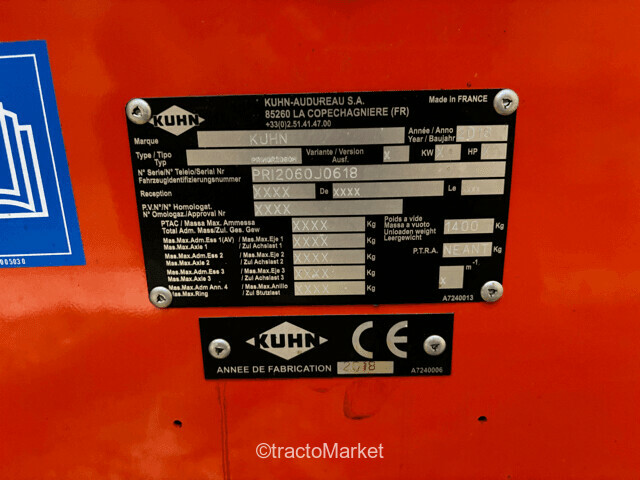 KUHN
KUHN-AUDUREAU S.A.
85260 LA COPECHAGNIERE (FR)
+33(0)2.51.41.47.00
Made in FRANCE
Marque KUHN Année / Anno
Year / Baujahr
Type / Tipo
Typ
Variante / Version
Ausf. X KW HP
N° Serie/N° Telelo/Serial Nr
Fahrzeugidentifizierungsnummer PRI2060J0618
Reception XXXX De XXXX Le
P.V.N°/N° Homologat.
N° Omologaz./Approval Nr XXXX
PTAC / Massa Max. Ammessa
Total Adm. Mass/Zul. Ges. Gew XXXX Kg
Mas.Max.Adm.Ess 1(AV) / Mas.Max.Eje 1
Mas.Max.Axle 1 / Zul Achslast 1 XXXX Kg
Mas.Max.Adm.Ess 2 / Mas.Max.Eje 2
Mas.Max.Axle 2 / Zul Achslast 2 XXXX Kg
Mas.Max.Adm.Ess 3 / Mas.Max.Eje 3
Mas.Max.Axle 3 / Zul Achslast 3 XXXX Kg
Mas.Max.Adm Ann. 4 / Mas.Max.Anillo
Mas.Max.Ring / Zul Stutzlast XXXX Kg
Poids a vide
Massa a vuoto
Unloaden weight
Leergewicht 1400 Kg
P.T.R.A. NEANT Kg
X m-1.
A7240013
KUHN CE
ANNEE DE FABRICATION 2018 A7240006
©tractoMarket